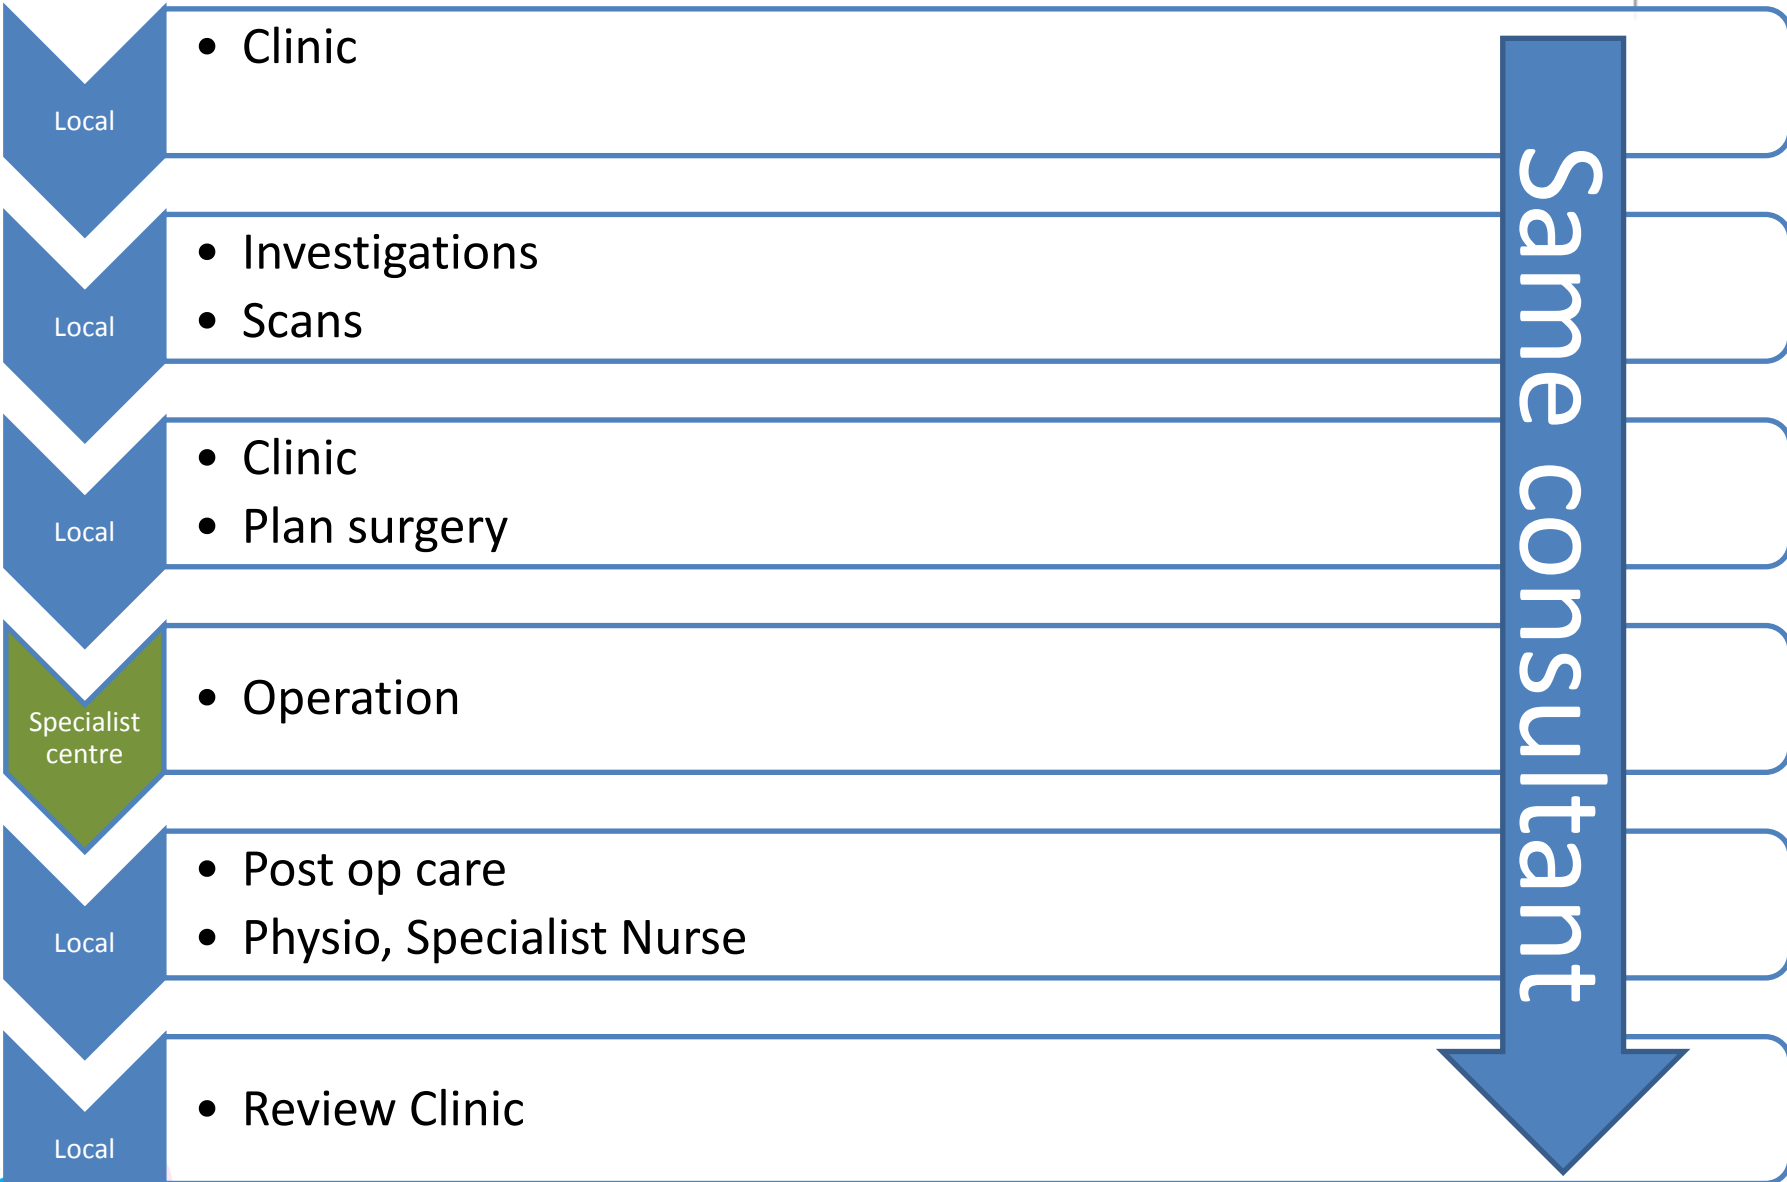 Local
• Clinic
Local
• Investigations
• Scans
Local
• Clinic
• Plan surgery
Specialist
centre
• Operation
Local
• Post op care
• Physio, Specialist Nurse
Local
• Review Clinic
Same consultant